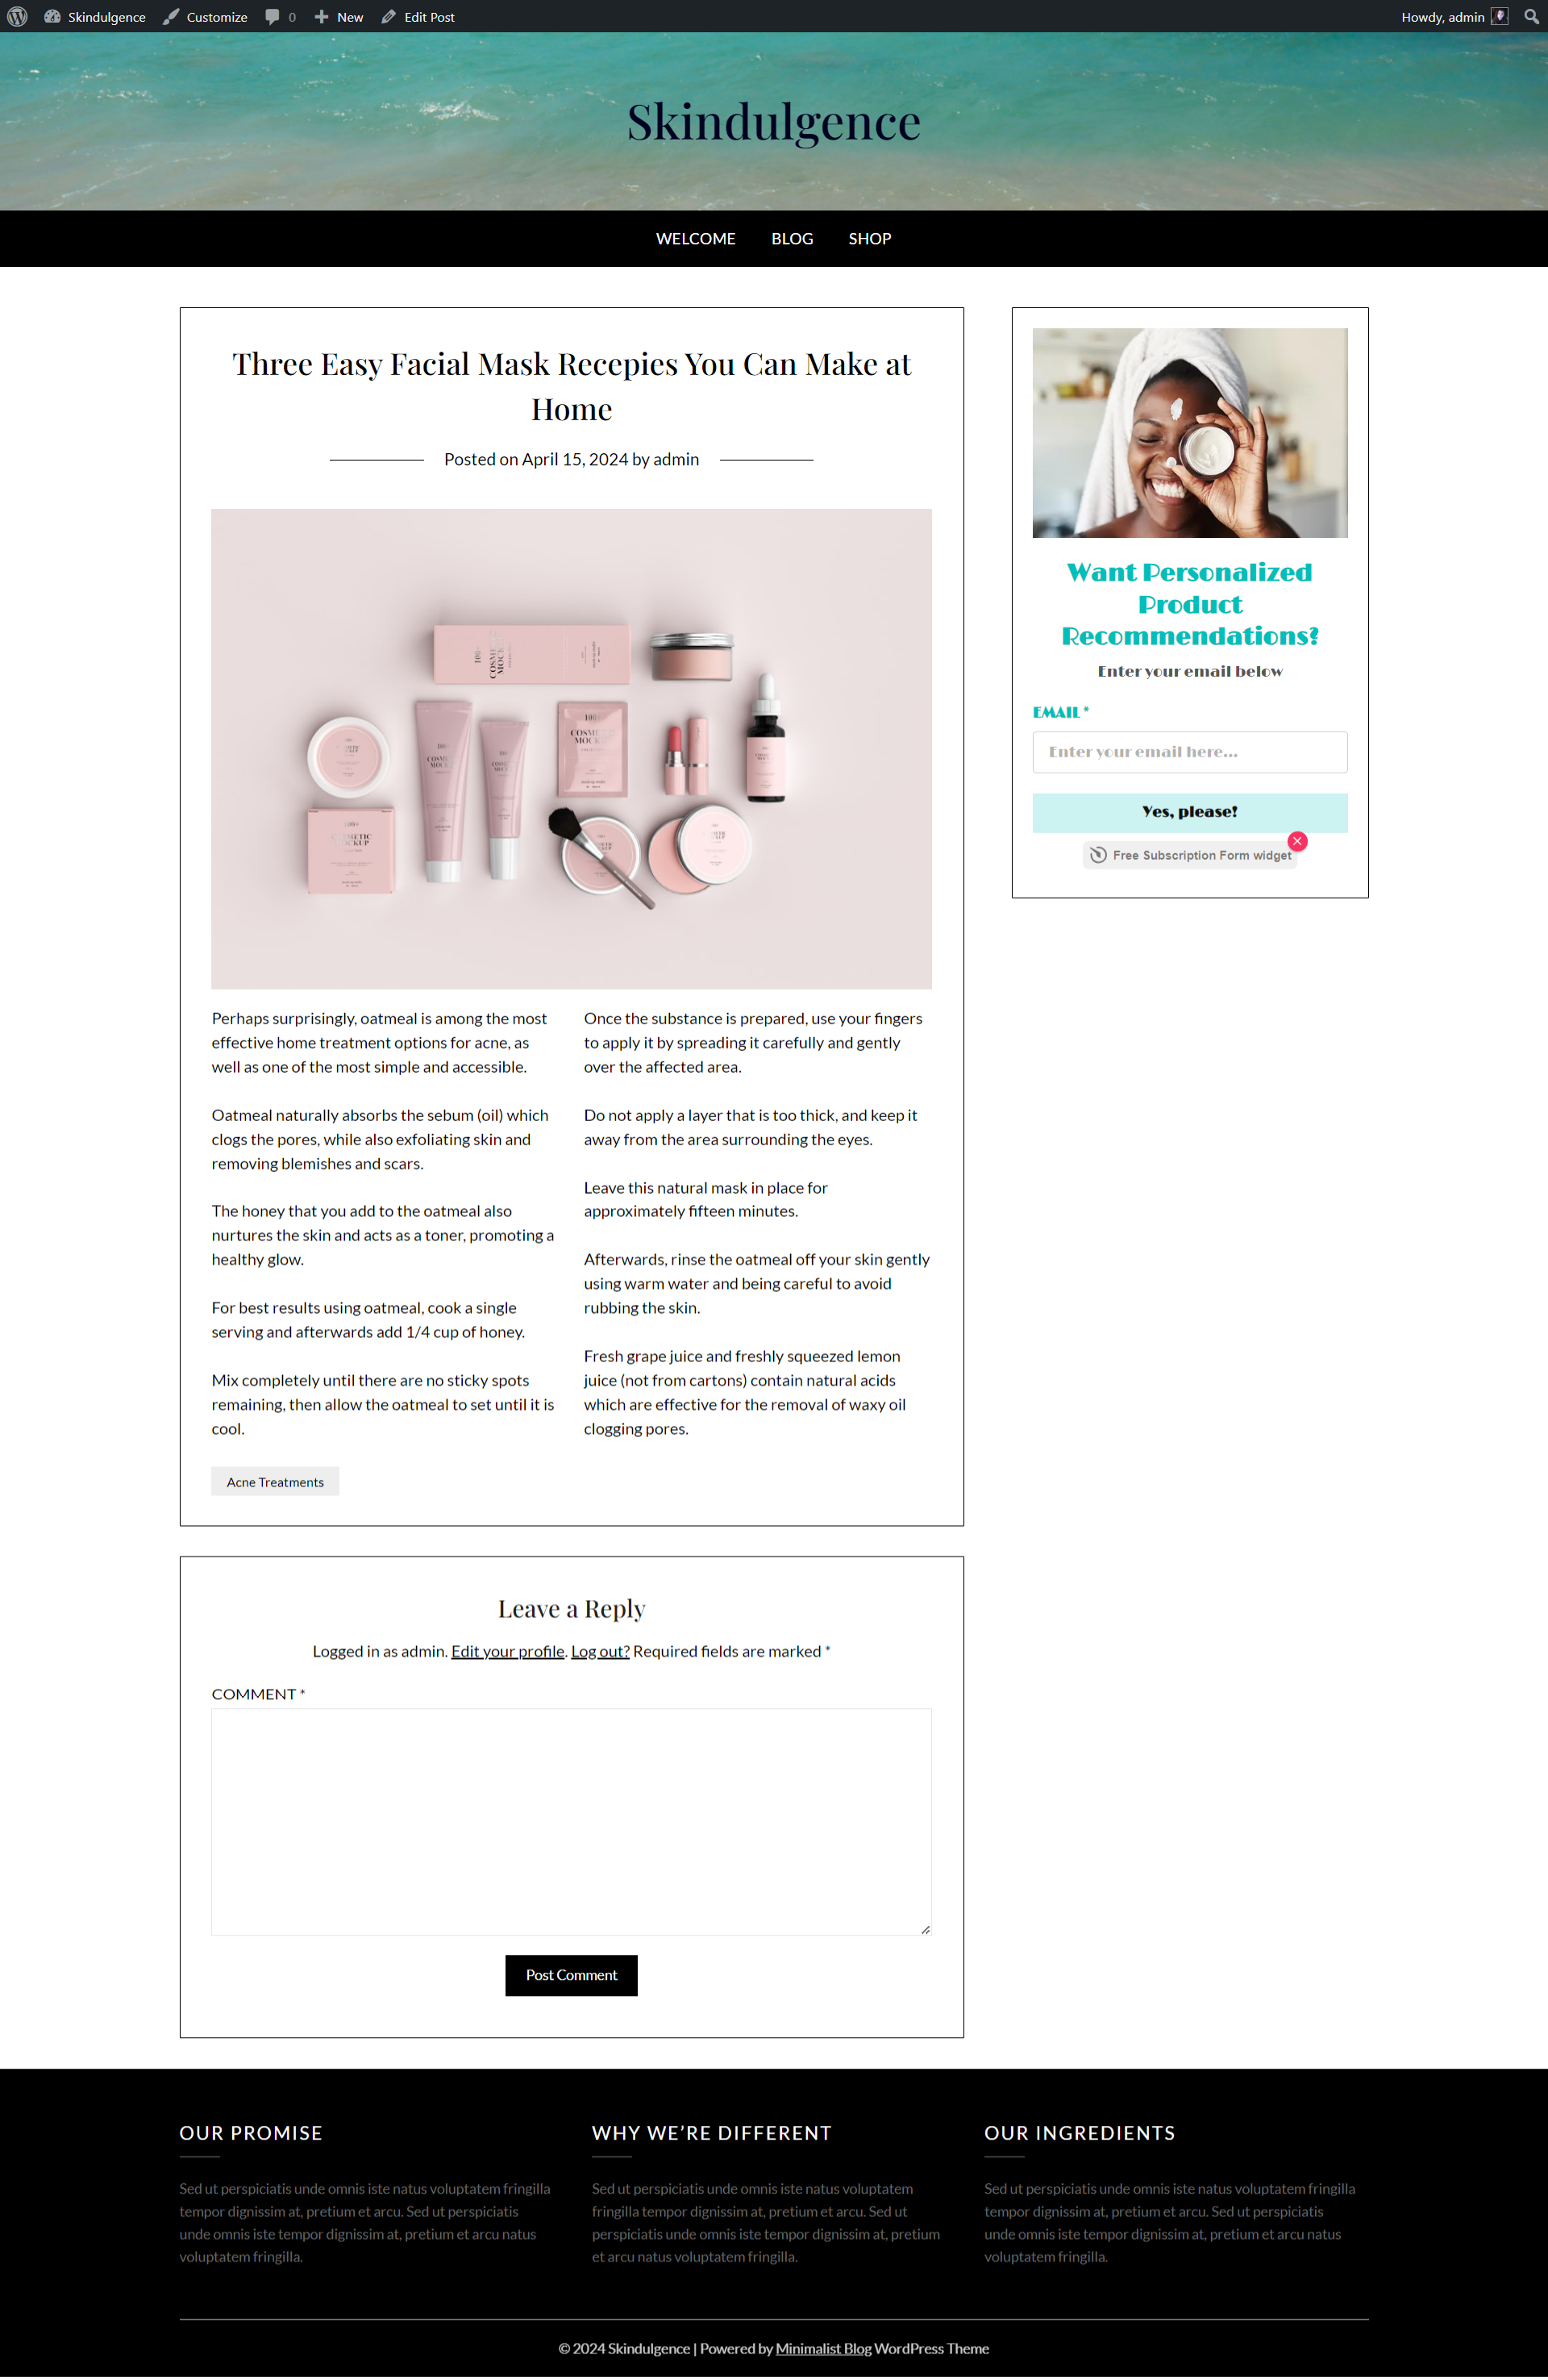 Skindulgence Customize 0 New Edit Post Howdy, admin
Skindulgence
WELCOME BLOG SHOP
Three Easy Facial Mask Recepies You Can Make at
Home
Posted on April 15, 2024 by admin
100+
COSMETIC
MOCKUP
Perhaps surprisingly, oatmeal is among the most
effective home treatment options for acne, as
well as one of the most simple and accessible.
Oatmeal naturally absorbs the sebum (oil) which
clogs the pores, while also exfoliating skin and
removing blemishes and scars.
The honey that you add to the oatmeal also
nurtures the skin and acts as a toner, promoting a
healthy glow.
For best results using oatmeal, cook a single
serving and afterwards add 1/4 cup of honey.
Mix completely until there are no sticky spots
remaining, then allow the oatmeal to set until it is
cool.
Once the substance is prepared, use your fingers
to apply it by spreading it carefully and gently
over the affected area.
Do not apply a layer that is too thick, and keep it
away from the area surrounding the eyes.
Leave this natural mask in place for
approximately fifteen minutes.
Afterwards, rinse the oatmeal off your skin gently
using warm water and being careful to avoid
rubbing the skin.
Fresh grape juice and freshly squeezed lemon
juice (not from cartons) contain natural acids
which are effective for the removal of waxy oil
clogging pores.
Acne Treatments
Want Personalized
Product
Recommendations?
Enter your email below
EMAIL *
Enter your email here...
Yes, please!
Free Subscription Form widget
Leave a Reply
Logged in as admin. Edit your profile. Log out? Required fields are marked *
COMMENT *
Post Comment
OUR PROMISE
Sed ut perspiciatis unde omnis iste natus voluptatem fringilla
tempor dignissim at, pretium et arcu. Sed ut perspiciatis
unde omnis iste tempor dignissim at, pretium et arcu natus
voluptatem fringilla.
WHY WE’RE DIFFERENT
Sed ut perspiciatis unde omnis iste natus voluptatem
fringilla tempor dignissim at, pretium et arcu. Sed ut
perspiciatis unde omnis iste tempor dignissim at, pretium
et arcu natus voluptatem fringilla.
OUR INGREDIENTS
Sed ut perspiciatis unde omnis iste natus voluptatem fringilla
tempor dignissim at, pretium et arcu. Sed ut perspiciatis
unde omnis iste tempor dignissim at, pretium et arcu natus
voluptatem fringilla.
© 2024 Skindulgence | Powered by Minimalist Blog WordPress Theme